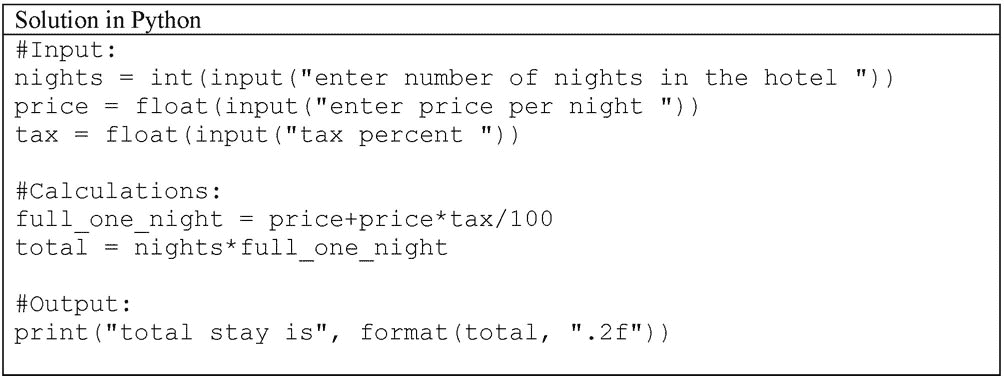 Solution in Python
#Input:
nights = int(input("enter number of nights in the hotel "))
price = float(input("enter price per night "))
tax = float(input("tax percent "))
#Calculations:
full_one_night = price+price*tax/100
total = nights*full_one_night
#Output:
print("total stay is", format(total, ".2f"))